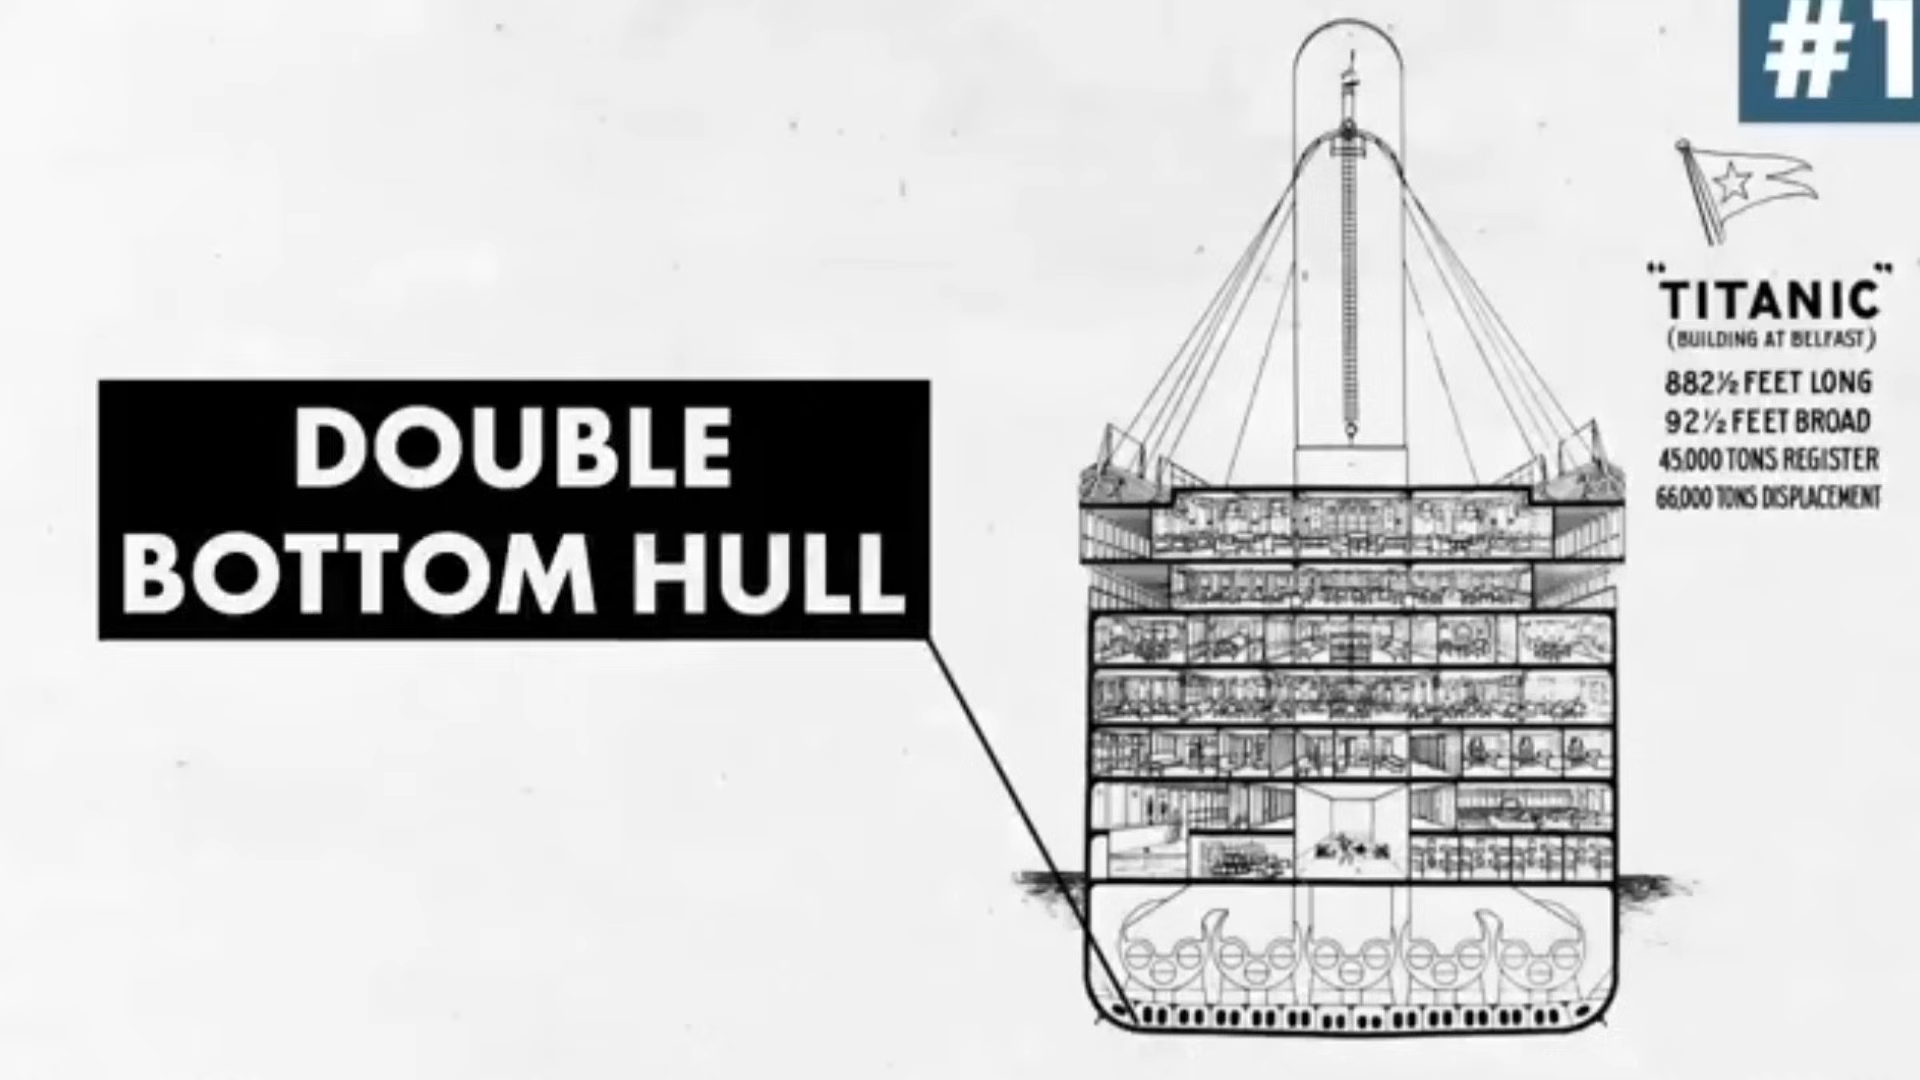 #1
DOUBLE
BOTTOM HULL
"TITANIC"
(BUILDING AT BELFAST)
882½ FEET LONG
92½ FEET BROAD
45,000 TONS REGISTER
66,000 TONS DISPLACEMENT